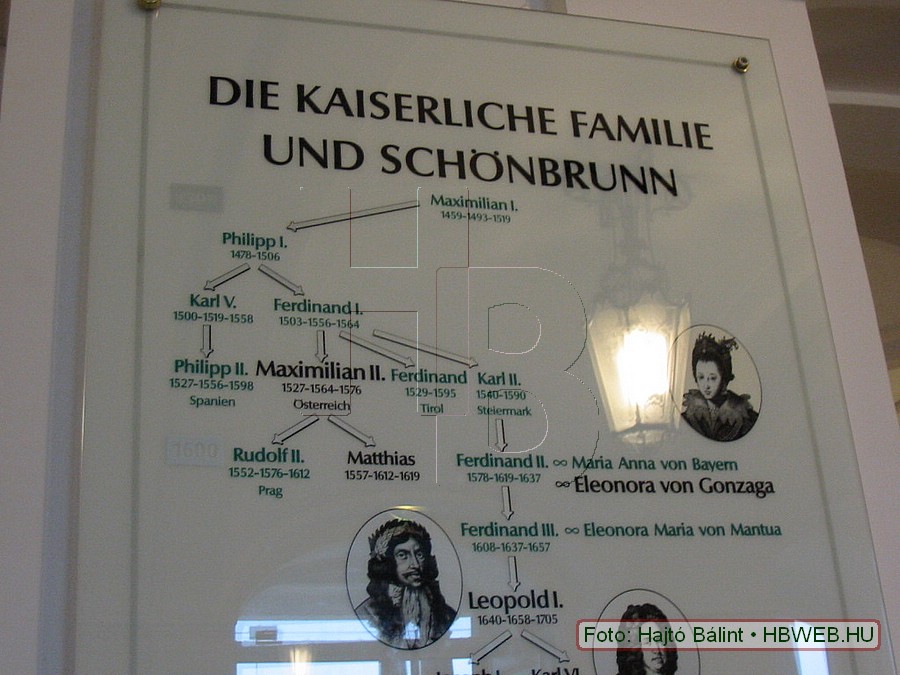 DIE KAISERLICHE FAMILIE
UND SCHÖNBRUNN
Maximilian I.
1459-1493-1519
Philipp I.
1478-1506
Karl V.
1500-1519-1558
Ferdinand I.
1503-1556-1564
Philipp II.
1527-1556-1598
Spanien
Maximilian II.
1527-1564-1576
Österreich
Ferdinand
1529-1595
Tirol
Karl II.
1540-1590
Steiermark
1600
Rudolf II.
1552-1576-1612
Prag
Matthias
1557-1612-1619
Ferdinand II. ∞ Maria Anna von Bayern
1578-1619-1637
∞ Eleonora von Gonzaga
Ferdinand III. ∞ Eleonora Maria von Mantua
1608-1637-1657
Leopold I.
1640-1658-1705
Joseph I.
Karl VI.
HB
Foto: Hajtó Bálint • HBWEB.HU